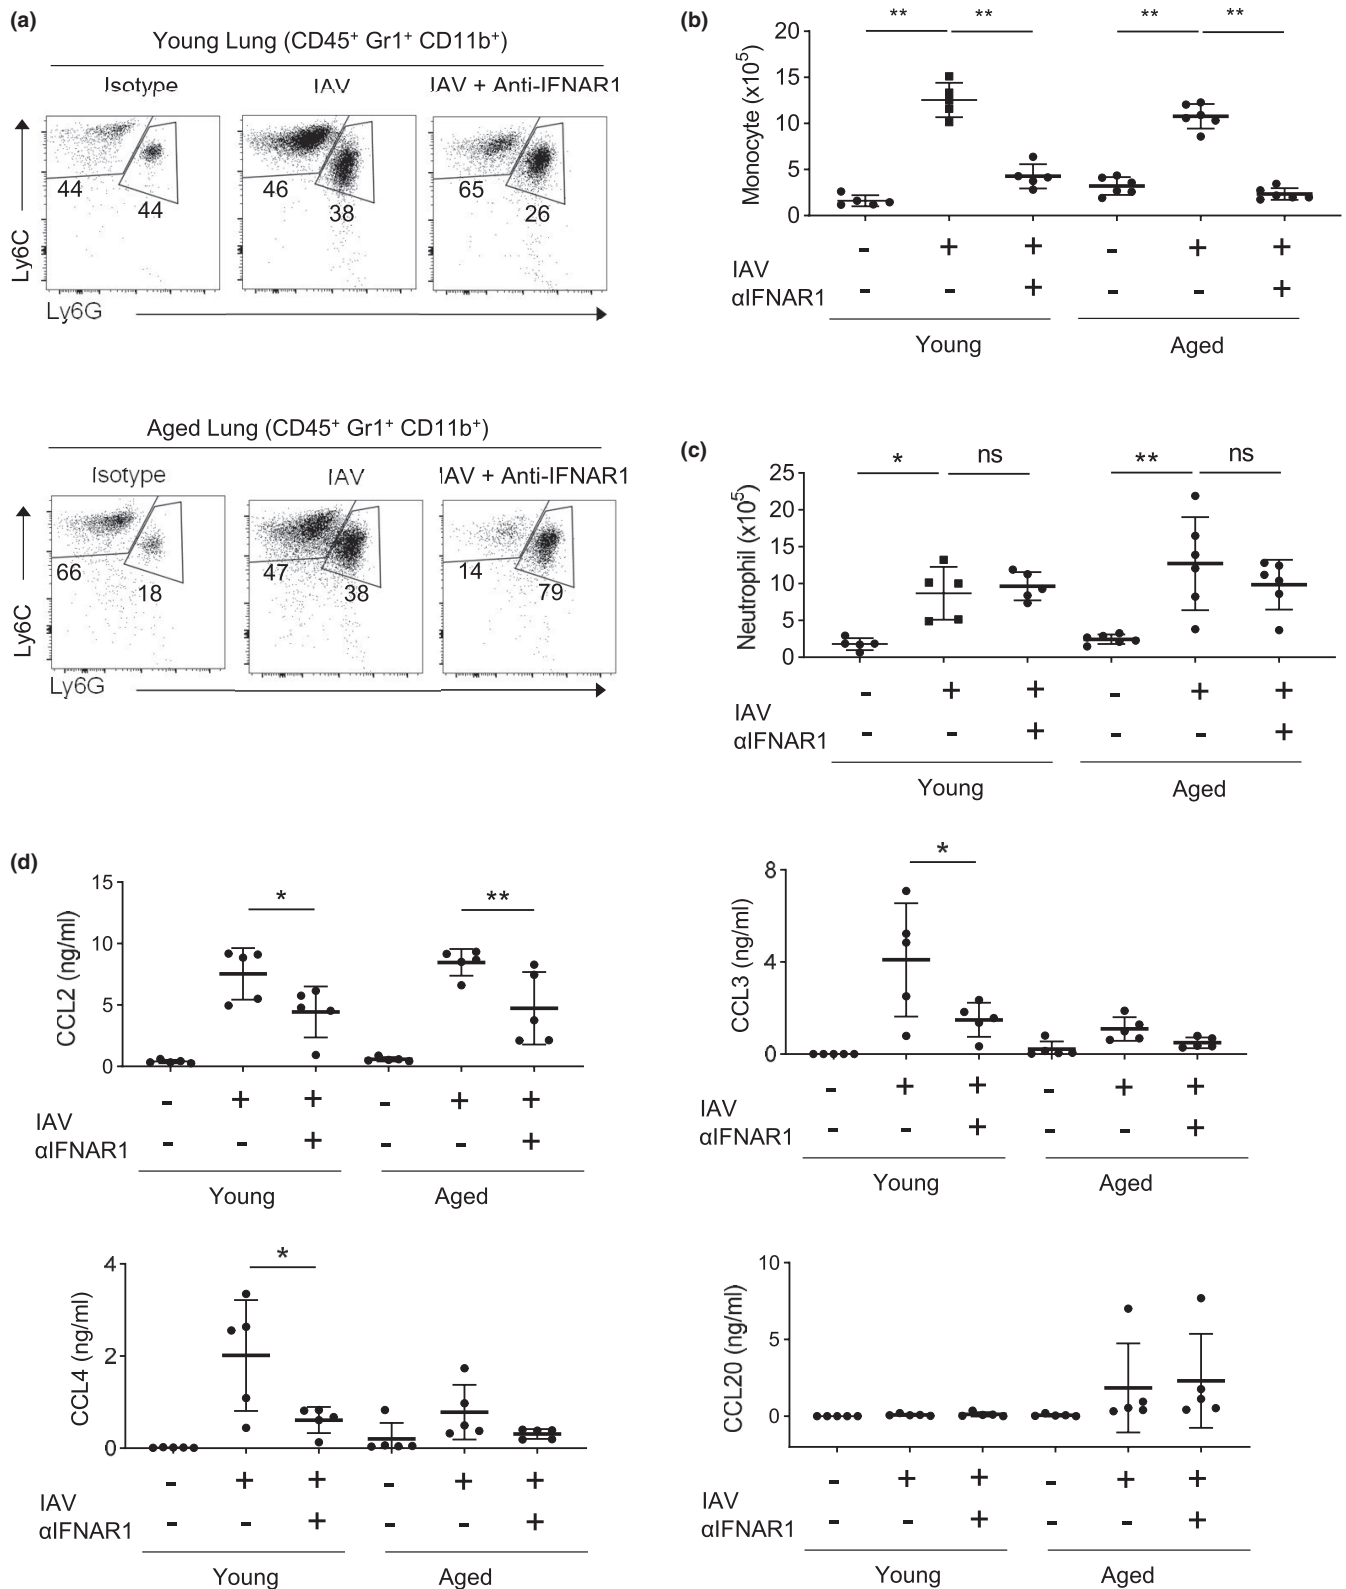 (a)
Young Lung (CD45+ Gr1+ CD11b+)
Isotype IAV IAV + Anti-IFNAR1
Ly6C
44 44 46 38 65 26
Ly6G
Aged Lung (CD45+ Gr1+ CD11b+)
Isotype IAV IAV + Anti-IFNAR1
Ly6C
66 18 47 38 14 79
Ly6G
(b)
** ** ** **
Monocyte (x10^5)
20
15
10
5
0
IAV - + + - + +
αIFNAR1 - - + - - +
Young Aged
(c)
* ns ** ns
Neutrophil (x10^5)
25
20
15
10
5
0
IAV - + + - + +
αIFNAR1 - - + - - +
Young Aged
(d)
* **
CCL2 (ng/ml)
15
10
5
0
IAV - + + - + +
αIFNAR1 - - + - - +
Young Aged
*
CCL3 (ng/ml)
8
4
0
IAV - + + - + +
αIFNAR1 - - + - - +
Young Aged
*
CCL4 (ng/ml)
4
2
0
IAV - + + - + +
αIFNAR1 - - + - - +
Young Aged
CCL20 (ng/ml)
10
5
0
IAV - + + - + +
αIFNAR1 - - + - - +
Young Aged